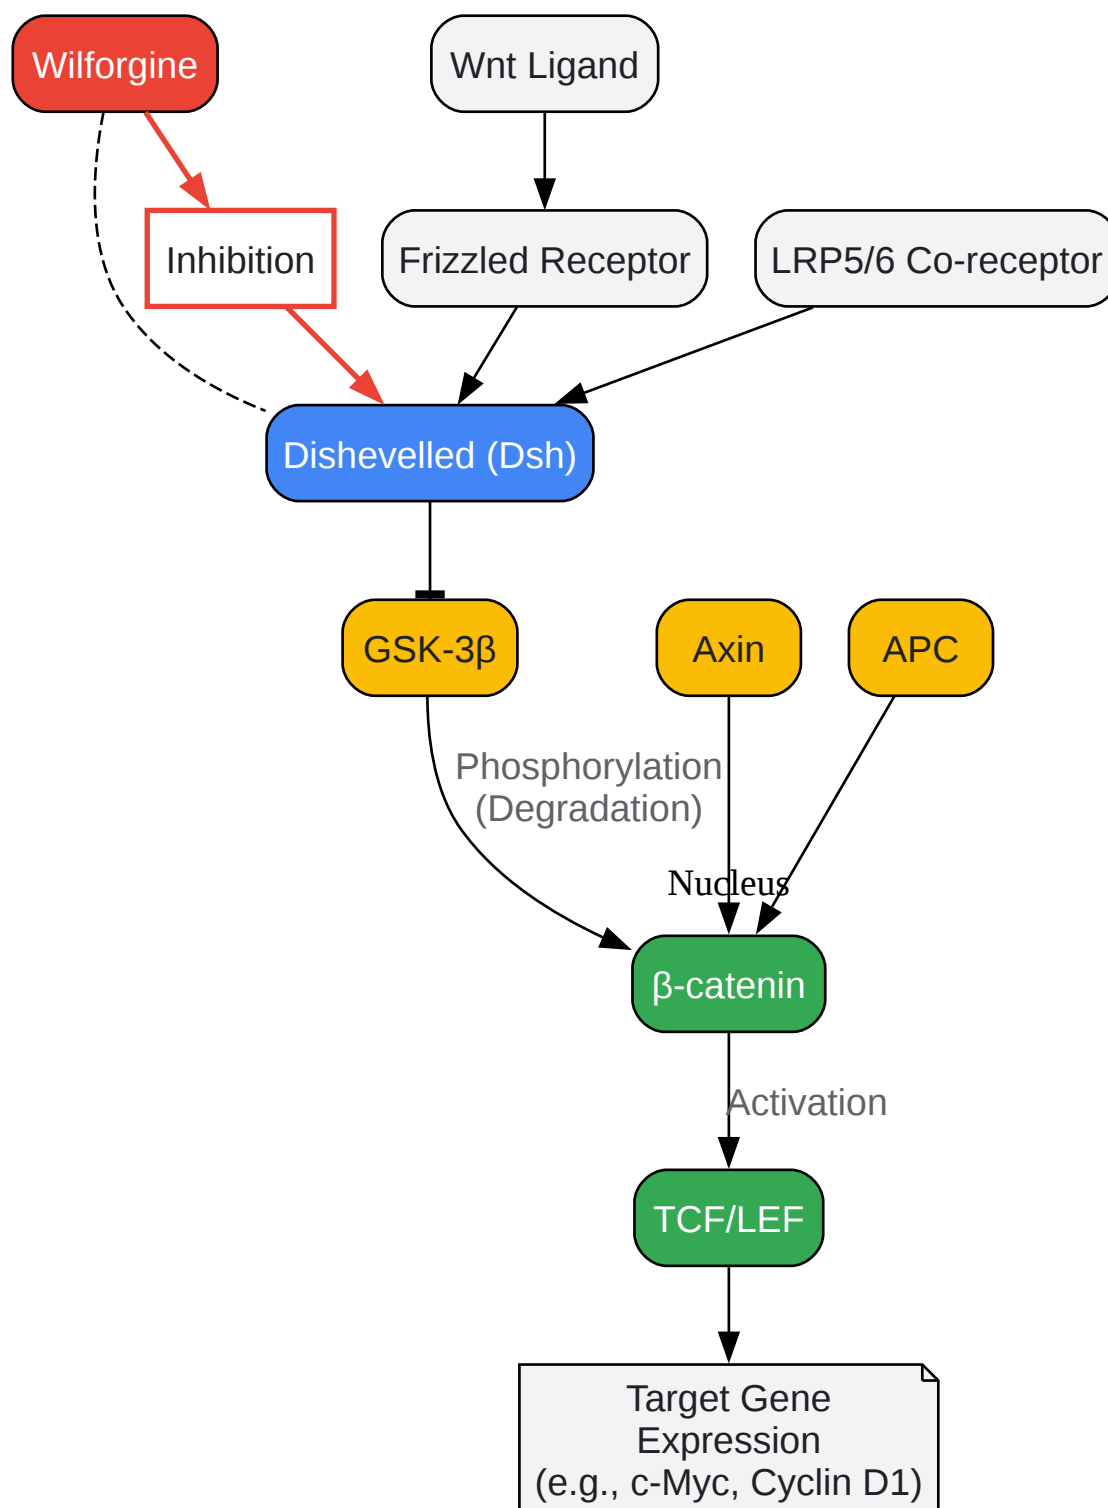 Wilforgine
Wnt Ligand
Inhibition
Frizzled Receptor
LRP5/6 Co-receptor
Dishevelled (Dsh)
GSK-3β
Axin
APC
Phosphorylation
(Degradation)
Nucleus
β-catenin
Activation
TCF/LEF
Target Gene
Expression
(e.g., c-Myc, Cyclin D1)